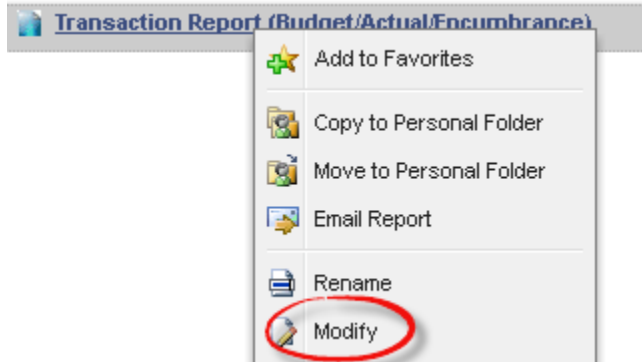 Transaction Report (Budget/Actual/Encumbrance)
Add to Favorites
Copy to Personal Folder
Move to Personal Folder
Email Report
Rename
Modify